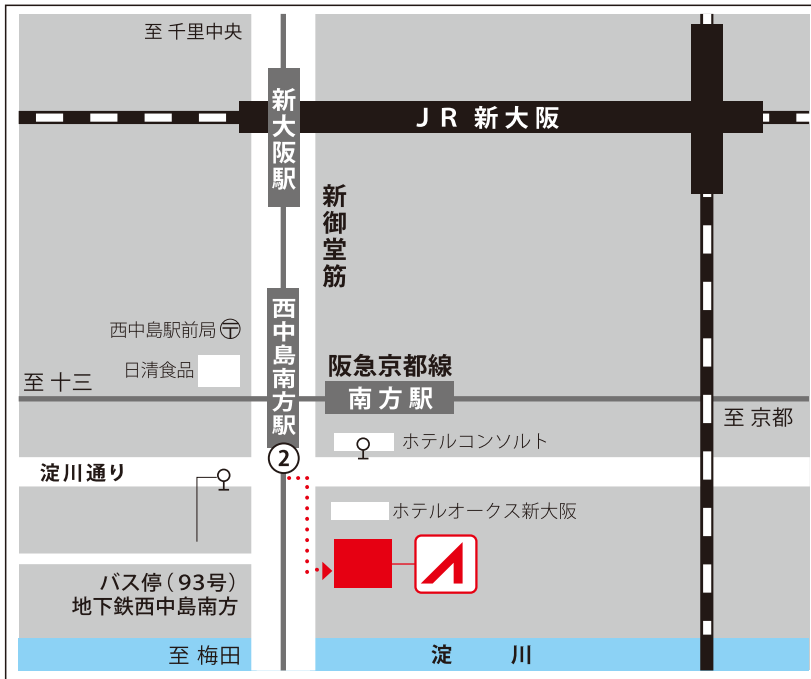 至 千里中央
JR 新大阪
新大阪駅
新御堂筋
西中島駅前局 〒
日清食品
西中島南方駅
阪急京都線
南方駅
至 十三
至 京都
ホテルコンソルト
②
淀川通り
ホテルオークス新大阪
バス停(93号)
地下鉄西中島南方
至 梅田
淀 川